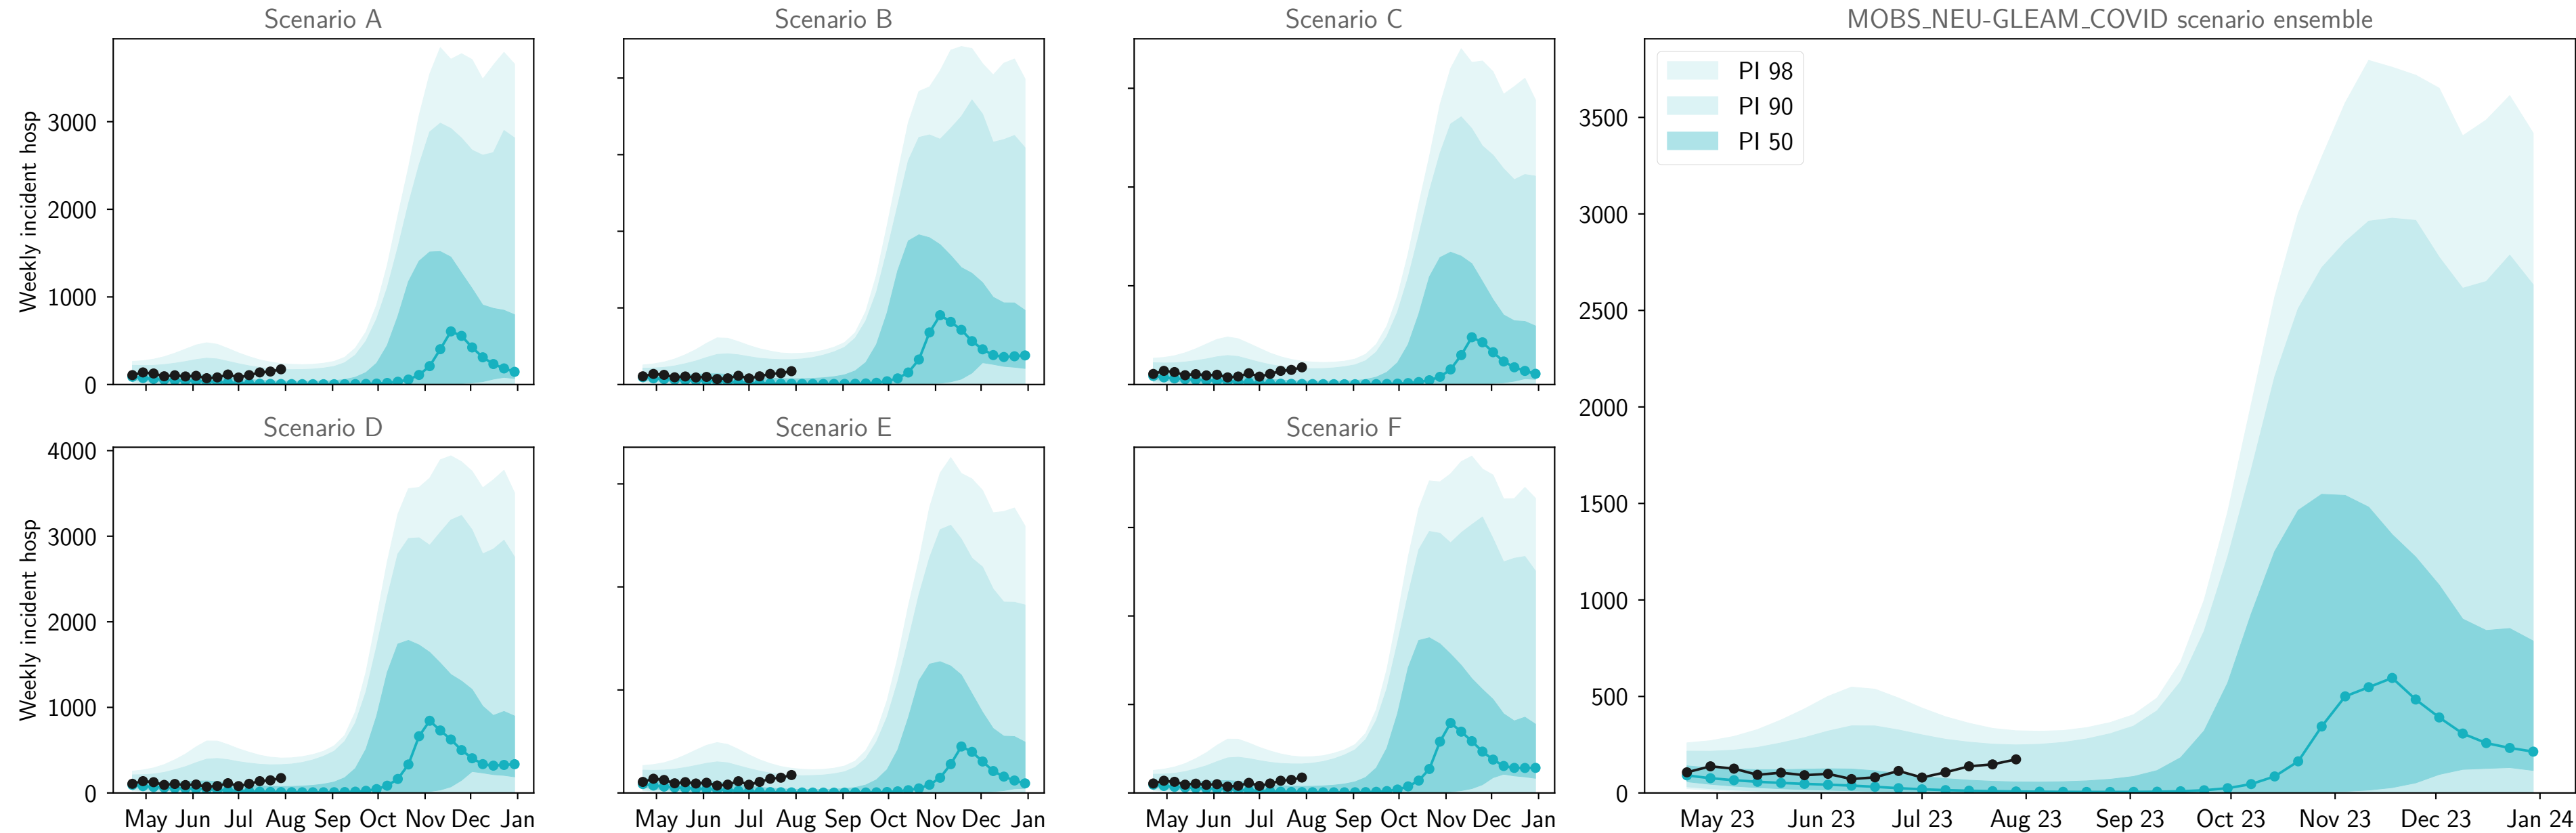 Scenario A
Scenario B
Scenario C
MOBS_NEU-GLEAM_COVID scenario ensemble
Weekly incident hosp
3000
2000
1000
0
PI 98
PI 90
PI 50
3500
3000
2500
2000
1500
1000
500
0
Scenario D
Scenario E
Scenario F
Weekly incident hosp
4000
3000
2000
1000
0
May Jun Jul Aug Sep Oct Nov Dec Jan
May Jun Jul Aug Sep Oct Nov Dec Jan
May Jun Jul Aug Sep Oct Nov Dec Jan
May 23 Jun 23 Jul 23 Aug 23 Sep 23 Oct 23 Nov 23 Dec 23 Jan 24